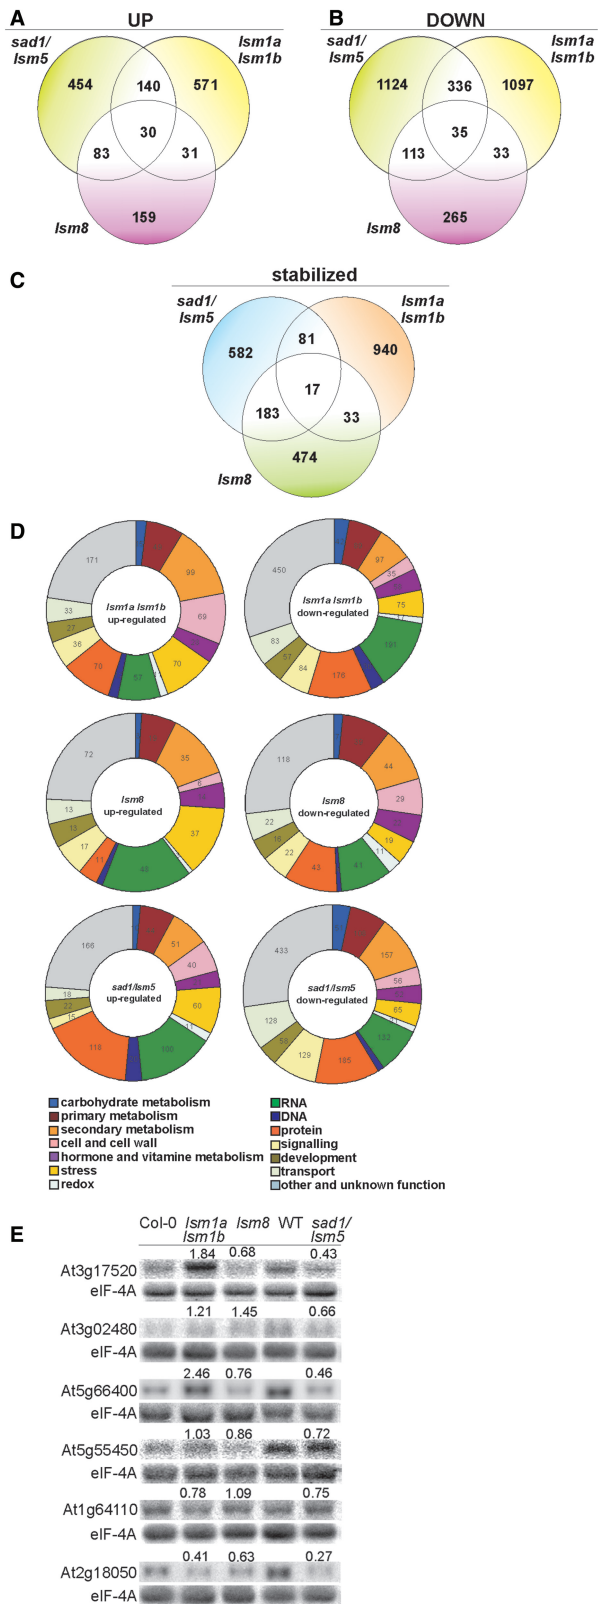 A
UP
sad1/
lsm5
lsm1a
lsm1b
454
140
571
30
83
31
159
lsm8
B
DOWN
sad1/
lsm5
lsm1a
lsm1b
1124
336
1097
35
113
33
265
lsm8
C
stabilized
sad1/
lsm5
lsm1a
lsm1b
582
81
940
17
183
33
474
lsm8
D
171
99
69
70
57
79
36
27
33
lsm1a lsm1b
up-regulated
450
97
35
75
17
191
176
84
57
83
lsm1a lsm1b
down-regulated
72
35
6
37
48
11
17
13
13
lsm8
up-regulated
118
44
29
19
11
41
43
22
16
22
lsm8
down-regulated
166
51
40
60
11
100
118
15
22
18
sad1/lsm5
up-regulated
433
157
56
65
132
185
129
58
128
sad1/lsm5
down-regulated
carbohydrate metabolism
primary metabolism
secondary metabolism
cell and cell wall
hormone and vitamine metabolism
stress
redox
RNA
DNA
protein
signalling
development
transport
other and unknown function
E
Col-0 lsm1a lsm8 WT sad1/
lsm1b lsm5
1.84 0.68 0.43
At3g17520
eIF-4A
1.21 1.45 0.66
At3g02480
eIF-4A
2.46 0.76 0.46
At5g66400
eIF-4A
1.03 0.86 0.72
At5g55450
eIF-4A
0.78 1.09 0.75
At1g64110
eIF-4A
0.41 0.63 0.27
At2g18050
eIF-4A